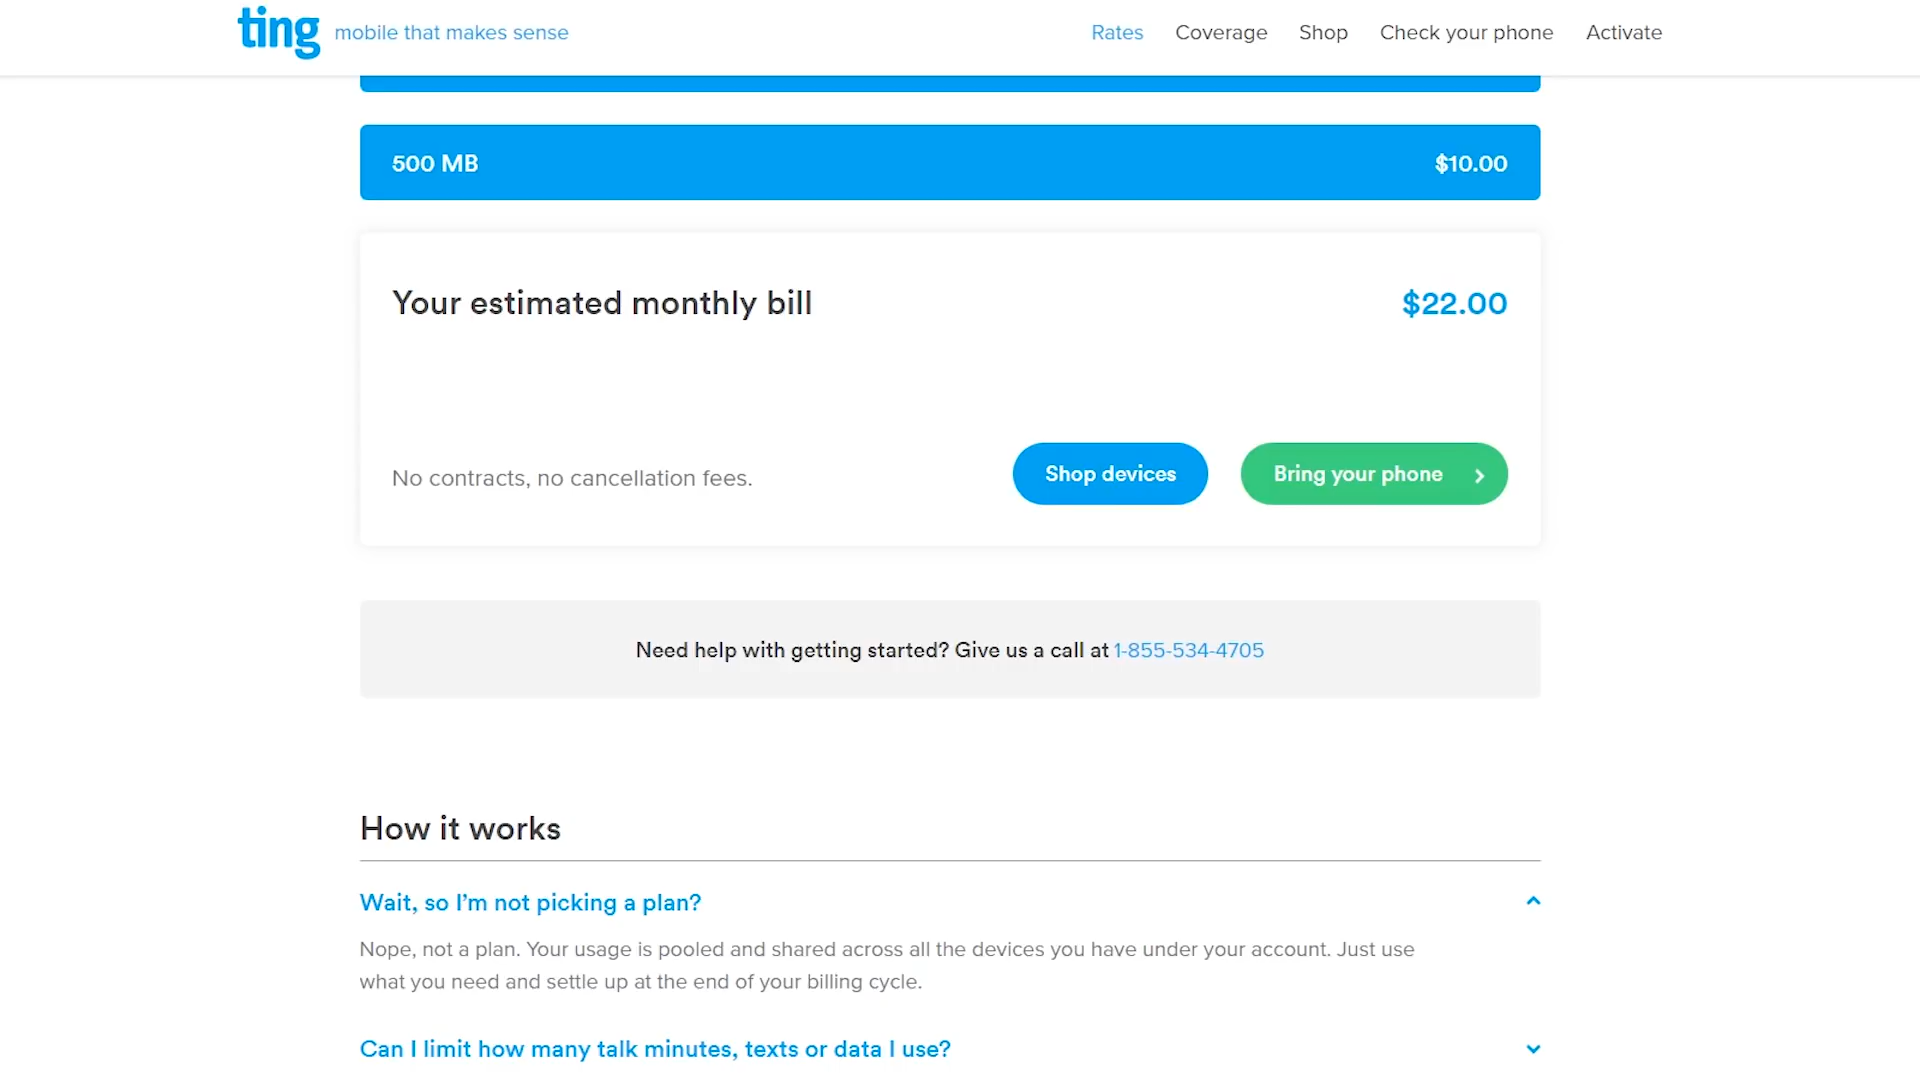 ting mobile that makes sense Rates Coverage Shop Check your phone Activate
500 MB $10.00
Your estimated monthly bill $22.00
No contracts, no cancellation fees. Shop devices Bring your phone
Need help with getting started? Give us a call at 1-855-534-4705
How it works
Wait, so I'm not picking a plan?
Nope, not a plan. Your usage is pooled and shared across all the devices you have under your account. Just use
what you need and settle up at the end of your billing cycle.
Can I limit how many talk minutes, texts or data I use?